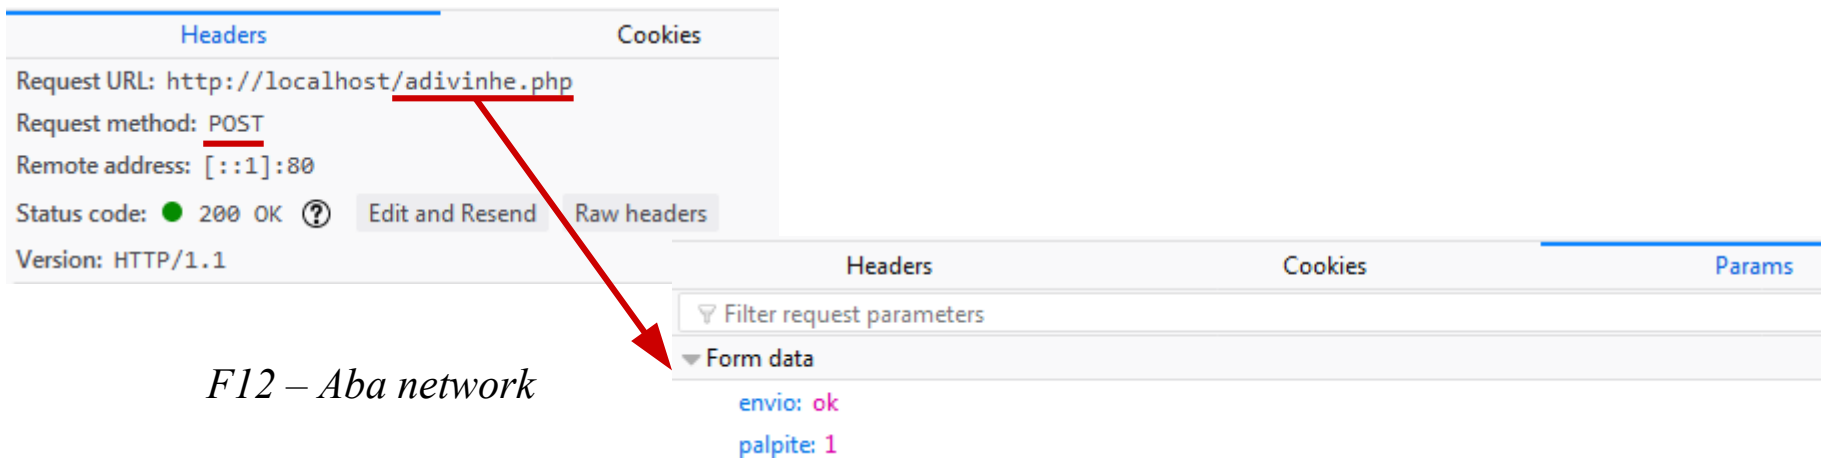 Headers Cookies
Request URL: http://localhost/adivinhe.php
Request method: POST
Remote address: [::1]:80
Status code: 200 OK ? Edit and Resend Raw headers
Version: HTTP/1.1
Headers Cookies Params
Filter request parameters
Form data
F12 – Aba network
envio: ok
palpite: 1